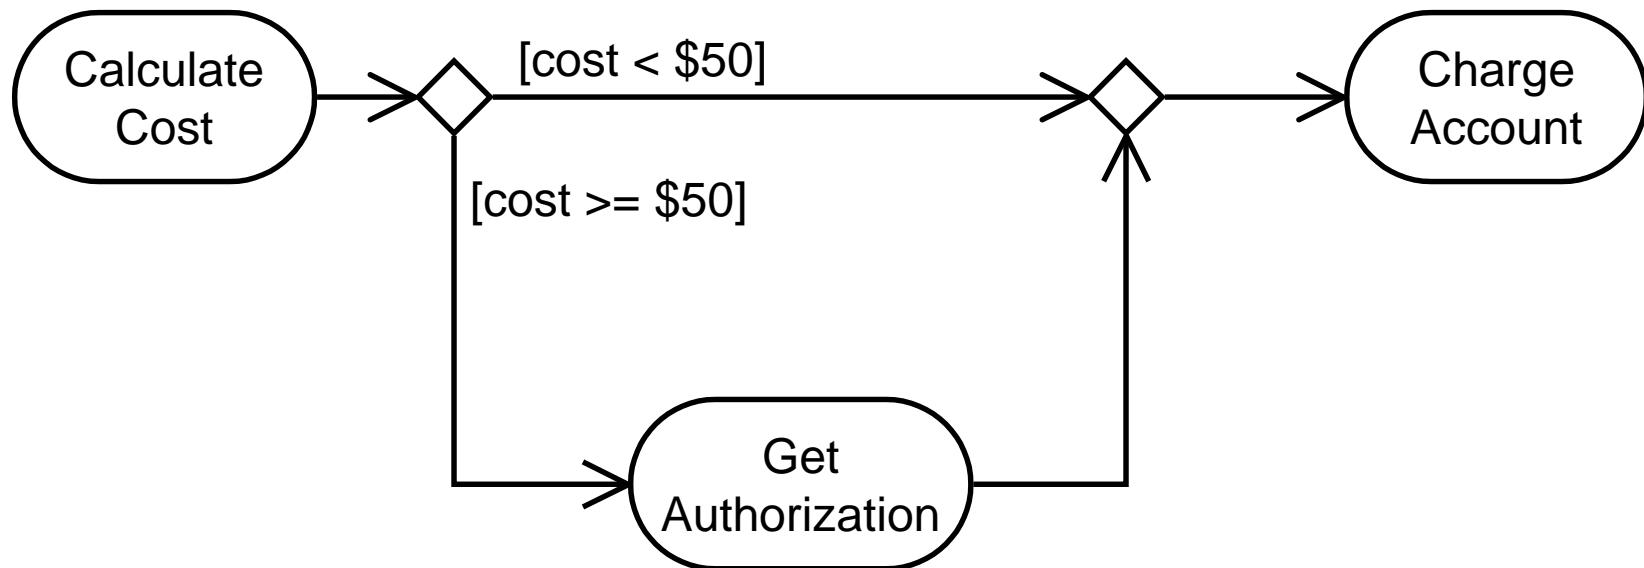 Calculate
Cost
[cost < $50]
Charge
Account
[cost >= $50]
Get
Authorization